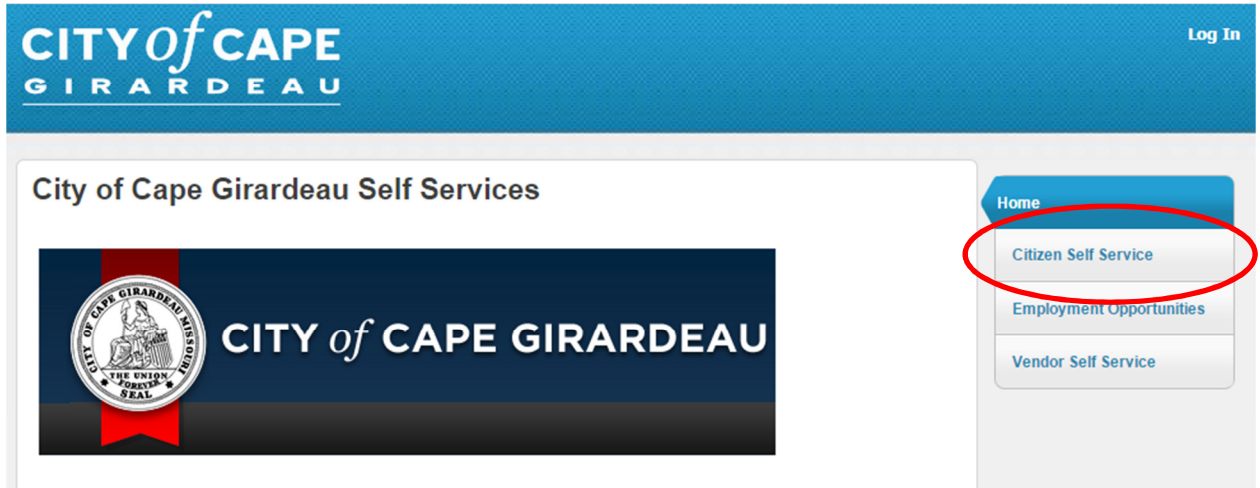 CITY of CAPE
GIRARDEAU
Log In
City of Cape Girardeau Self Services
CITY OF CAPE GIRARDEAU MISSOURI
THE UNION
FOREVER
SEAL
CITY of CAPE GIRARDEAU
Home
Citizen Self Service
Employment Opportunities
Vendor Self Service